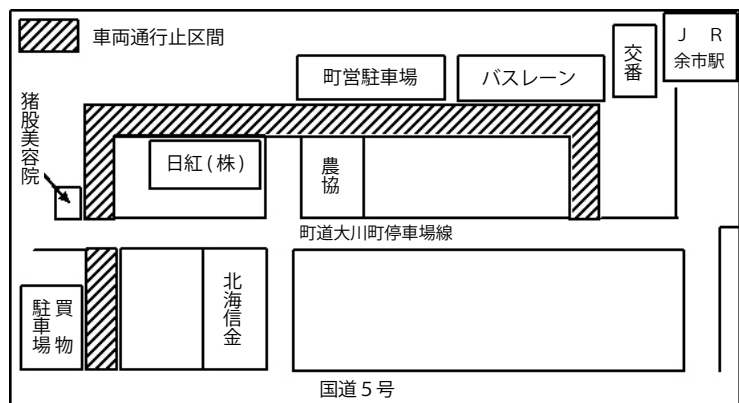 車両通行止区間
ＪＲ
余市駅
交番
町営駐車場
バスレーン
猪股美容院
日紅(株)
農協
町道大川町停車場線
買物
駐車場
北海信金
国道５号